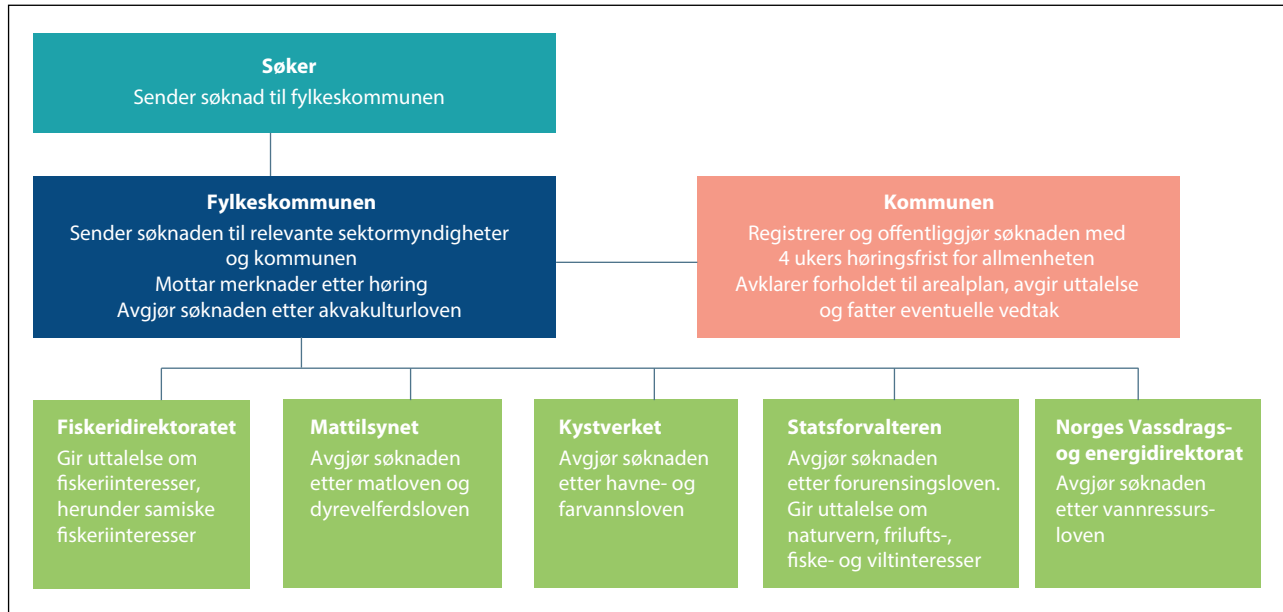 Søker
Sender søknad til fylkeskommunen
Fylkeskommunen
Sender søknaden til relevante sektormyndigheter
og kommunen
Mottar merknader etter høring
Avgjør søknaden etter akvakulturloven
Kommunen
Registrerer og offentliggjør søknaden med
4 ukers høringsfrist for allmenheten
Avklarer forholdet til arealplan, avgir uttalelse
og fatter eventuelle vedtak
Fiskeridirektoratet
Gir uttalelse om
fiskeriinteresser,
herunder samiske
fiskeriinteresser
Mattilsynet
Avgjør søknaden
etter matloven og
dyrevelferdsloven
Kystverket
Avgjør søknaden
etter havne- og
farvannsloven
Statsforvalteren
Avgjør søknaden
etter forurensingsloven.
Gir uttalelse om
naturvern, frilufts-,
fiske- og viltinteresser
Norges Vassdrags-
og energidirektorat
Avgjør søknaden
etter vannressurs-
loven